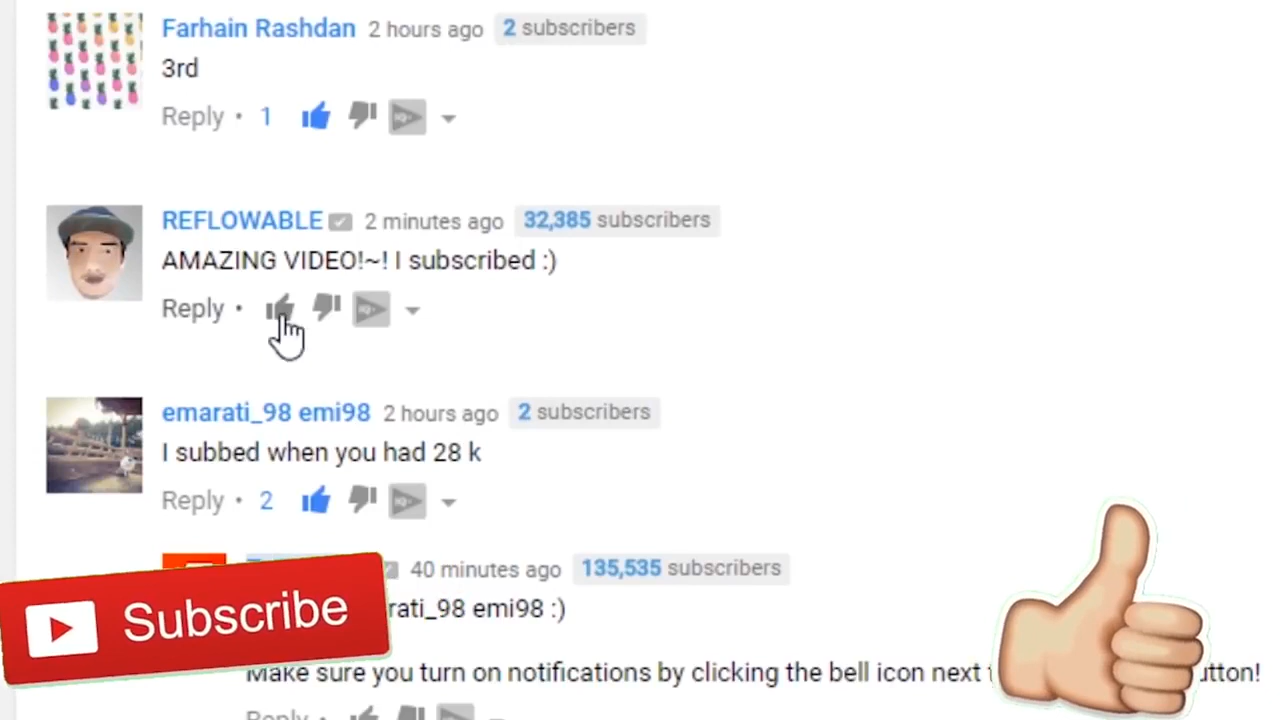 Farhain Rashdan 2 hours ago 2 subscribers
3rd
Reply • 1
REFLOWABLE 2 minutes ago 32,385 subscribers
AMAZING VIDEO!~! I subscribed :)
Reply •
emarati_98 emi98 2 hours ago 2 subscribers
I subbed when you had 28 k
Reply • 2
40 minutes ago 135,535 subscribers
emi98 :)
Subscribe
Make sure you turn on notifications by clicking the bell icon next
Reply